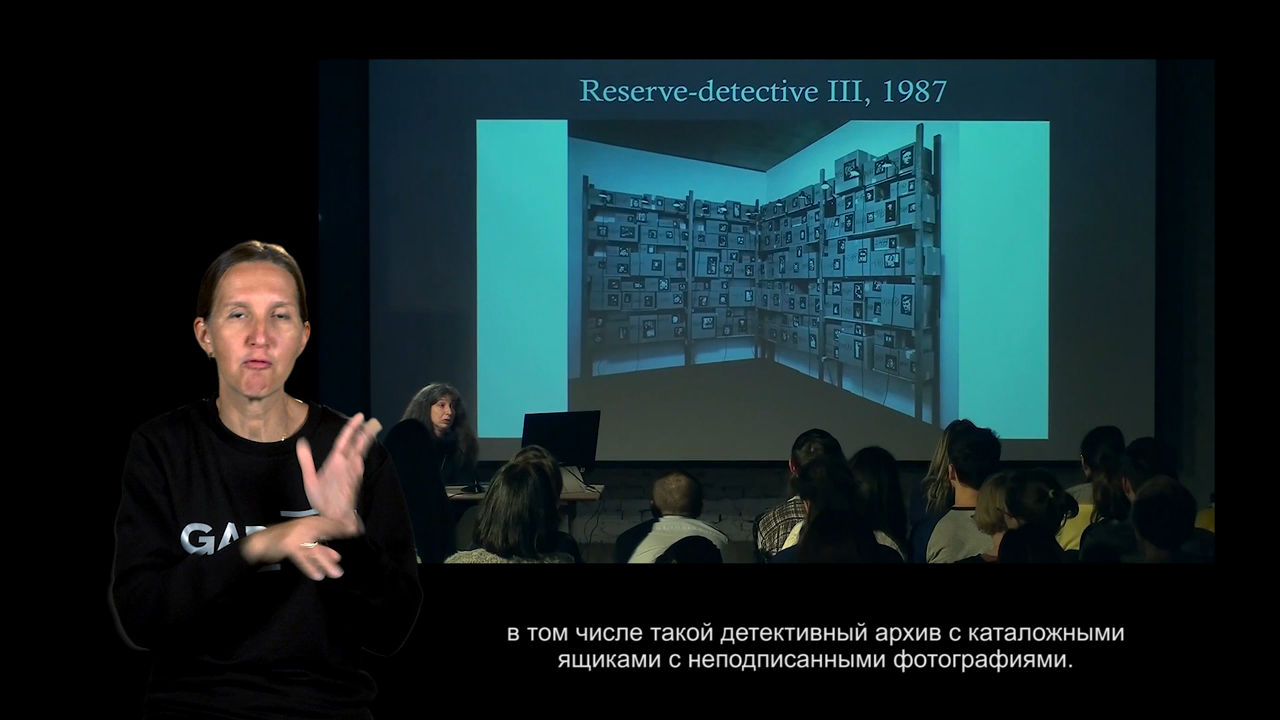 Reserve-detective III, 1987
в том числе такой детективный архив с каталожными
ящиками с неподписанными фотографиями.